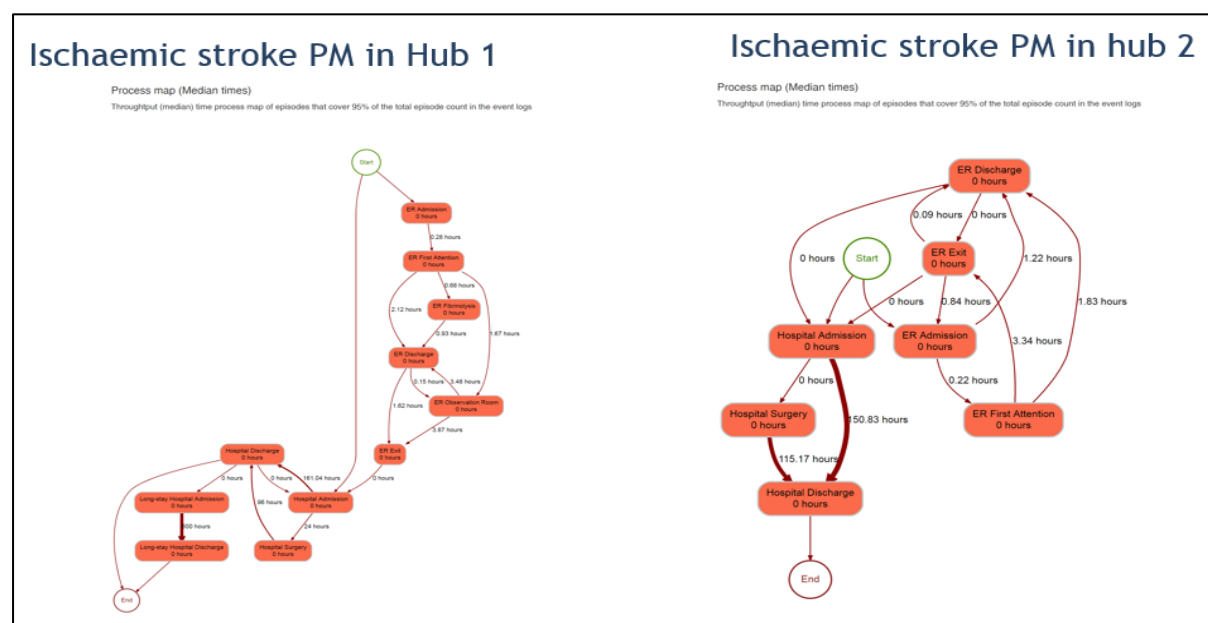 Ischaemic stroke PM in Hub 1
Process map (Median times)
Throughtput (median) time process map of episodes that cover 95% of the total episode count in the event logs
Start
ER Admission
0 hours
0.28 hours
ER First Attention
0 hours
0.66 hours
2.12 hours
ER Fibrinolysis
0 hours
0.93 hours
1.67 hours
ER Discharge
0 hours
0.15 hours
3.48 hours
1.62 hours
ER Observation Room
0 hours
3.67 hours
ER Exit
0 hours
Hospital Discharge
0 hours
0 hours
0 hours
161.04 hours
0 hours
Long-stay Hospital Admission
0 hours
Hospital Admission
0 hours
96 hours
24 hours
hours
Long-stay Hospital Discharge
0 hours
Hospital Surgery
0 hours
End
Ischaemic stroke PM in hub 2
Process map (Median times)
Throughtput (median) time process map of episodes that cover 95% of the total episode count in the event logs
ER Discharge
0 hours
0.09 hours
0 hours
ER Exit
0 hours
Start
0 hours
1.22 hours
0 hours
0.84 hours
1.83 hours
Hospital Admission
0 hours
ER Admission
0 hours
3.34 hours
0 hours
0.22 hours
Hospital Surgery
0 hours
ER First Attention
0 hours
150.83 hours
115.17 hours
Hospital Discharge
0 hours
End